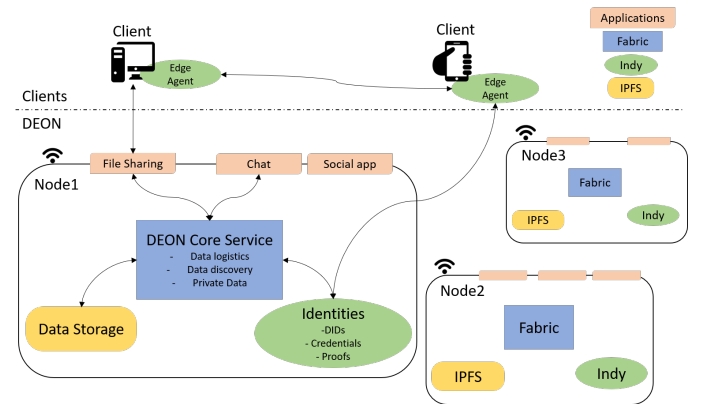 Client
Client
Applications
Fabric
Indy
IPFS
Edge
Agent
Edge
Agent
Clients
DEON
File Sharing
Chat
Social app
Node1
Node3
Fabric
IPFS
Indy
DEON Core Service
- Data logistics
- Data discovery
- Private Data
Data Storage
Identities
-DIDs
- Credentials
- Proofs
Node2
Fabric
IPFS
Indy